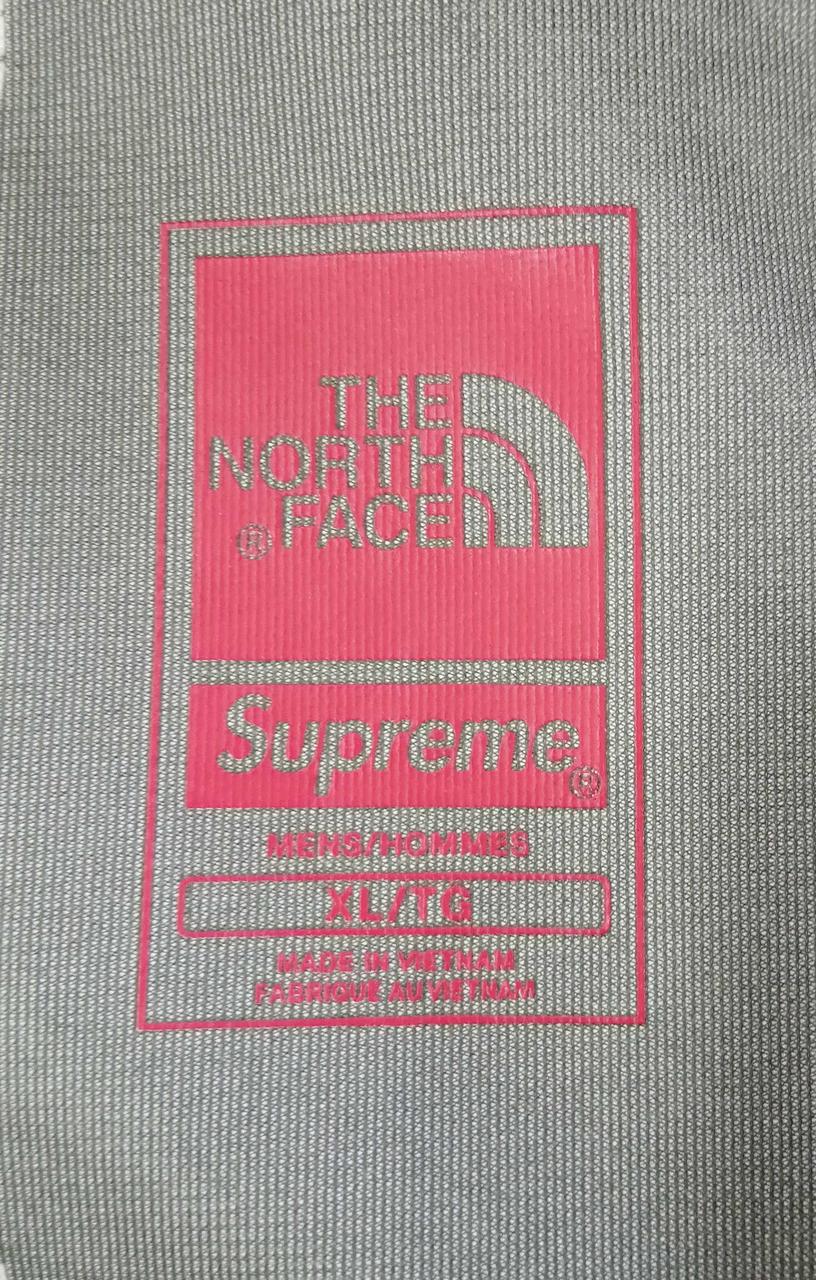 THE
NORTH
FACE
®
Supreme®
MENS/HOMMES
XL/TG
MADE IN VIETNAM
FABRIQUE AU VIETNAM